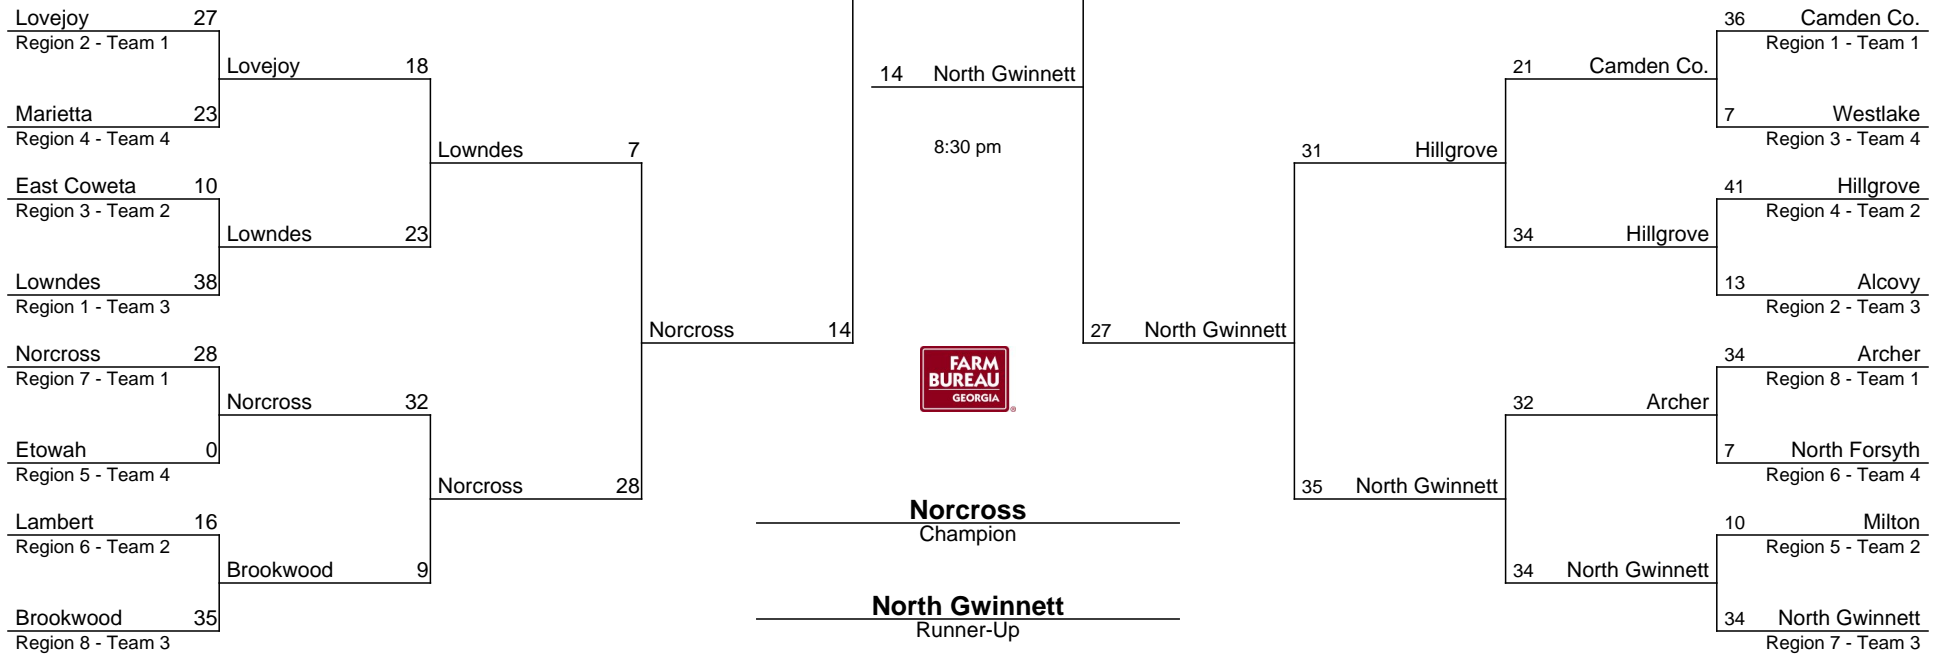 Lovejoy 27
Region 2 - Team 1
Marietta 23
Region 4 - Team 4
East Coweta 10
Region 3 - Team 2
Lowndes 38
Region 1 - Team 3
Norcross 28
Region 7 - Team 1
Etowah 0
Region 5 - Team 4
Lambert 16
Region 6 - Team 2
Brookwood 35
Region 8 - Team 3
Lovejoy 18
Lowndes 23
Norcross 32
Brookwood 9
Lowndes 7
Norcross 28
Norcross 14
14 North Gwinnett
8:30 pm
FARM
BUREAU
GEORGIA
®
Norcross
Champion
North Gwinnett
Runner-Up
27 North Gwinnett
31 Hillgrove
35 North Gwinnett
21 Camden Co.
34 Hillgrove
32 Archer
34 North Gwinnett
36 Camden Co.
Region 1 - Team 1
7 Westlake
Region 3 - Team 4
41 Hillgrove
Region 4 - Team 2
13 Alcovy
Region 2 - Team 3
34 Archer
Region 8 - Team 1
7 North Forsyth
Region 6 - Team 4
10 Milton
Region 5 - Team 2
34 North Gwinnett
Region 7 - Team 3